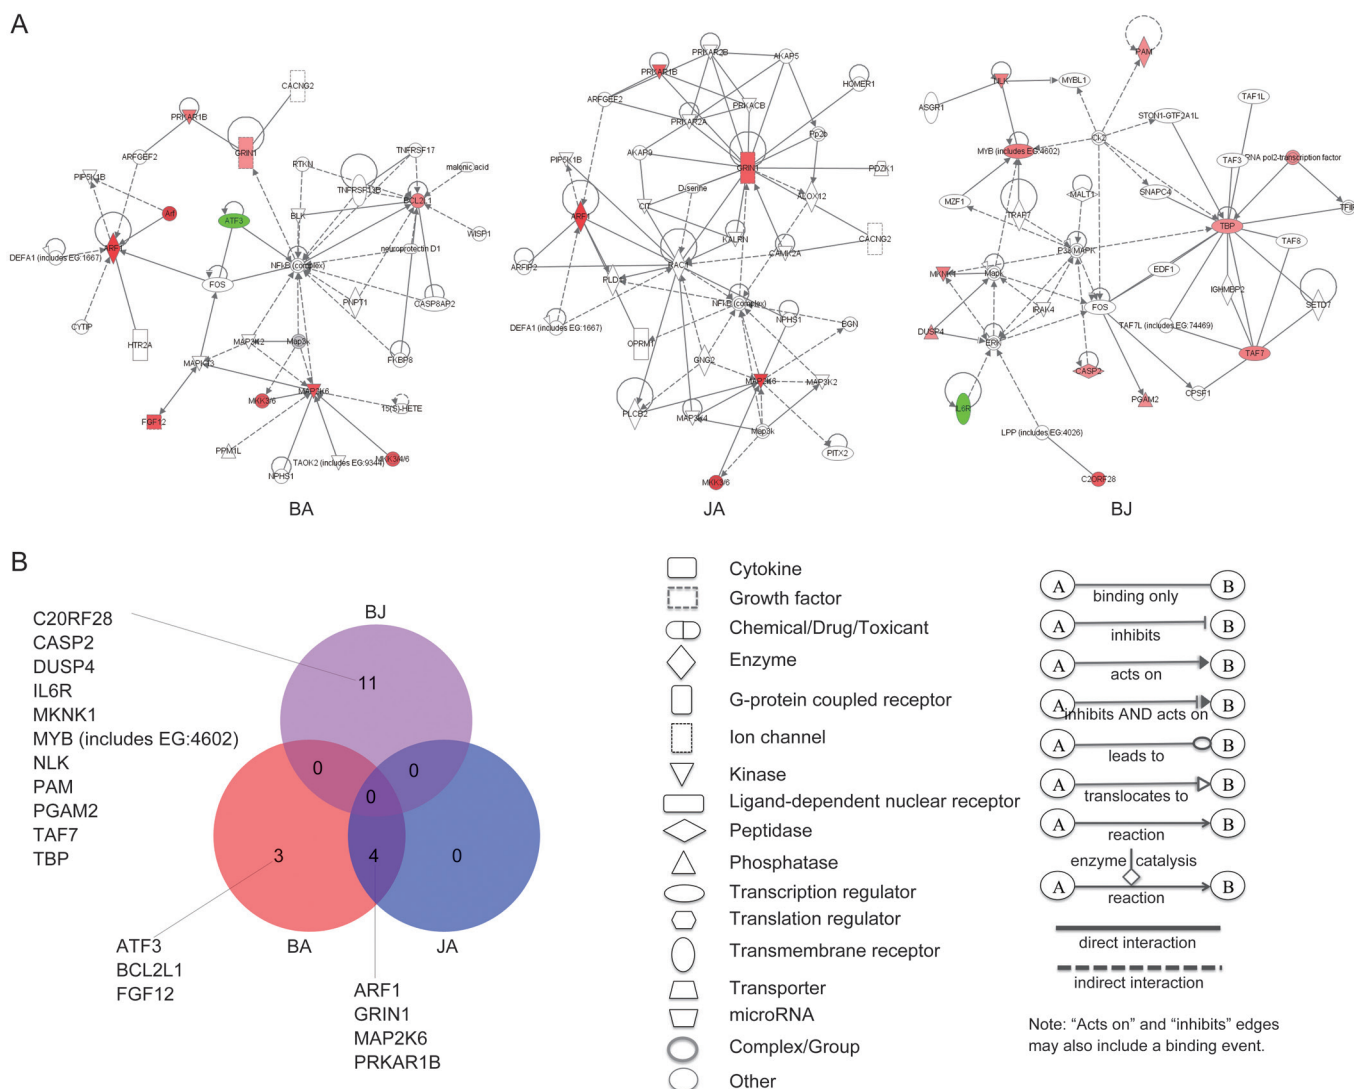 A
CACNG2
PRKAR1B
GRIN1
ARFGEF2
PIP5K1B
Arf
ATF3
ARF1
DEFA1 (includes EG:1667)
FOS
CYTIP
HTR2A
RTKN
TNFRSF17
TNFRSF13B
malonic acid
BCL2L1
BLK
WISP1
neuroprotectin D1
NFkB (complex)
PNPT1
CASP8AP2
MAP2K2
Map3k
FKBP8
MAP2K6
MKK3/6
15(S)-HETE
FGF12
PPM1L
NPHS1
TAOK2 (includes EG:9344)
MKK3/4/6
BA
PRKAR2B
AKAP5
PRKAR1B
HOMER1
ARFGEF2
PRKACB
PRKAR2A
Pp2b
PIP5K1B
AKAP9
GRIN1
PDZK1
D-serine
ALOX12
ARF1
CIT
KALRN
CACNG2
CAMK2A
ARFIP2
RAC1
NFkB (complex)
DEFA1 (includes EG:1667)
NPHS1
BGN
OPRM1
GNG2
MAP2K6
MAP3K2
PLCB2
MAP3K4
Map3k
PITX2
MKK3/6
JA
PAM
NLK
MYBL1
ASGR1
TAF1L
STON1-GTF2A1L
Ck2
MYB (includes EG:4602)
TAF3
RNA pol2-transcription factor
SNAPC4
MALT1
MZF1
TRAF7
TBP
P38 MAPK
TAF8
EDF1
MKNK1
Mapk
IGHMBP2
SETD7
FOS
IRAK4
DUSP4
TAF7L (includes EG:74469)
ERK
TAF7
CASP2
IL6R
PGAM2
CPSF1
LPP (includes EG:4026)
C20RF28
BJ
B
C20RF28
CASP2
DUSP4
IL6R
MKNK1
MYB (includes EG:4602)
NLK
PAM
PGAM2
TAF7
TBP
BJ
11
0
0
0
3
4
0
BA
JA
ATF3
BCL2L1
FGF12
ARF1
GRIN1
MAP2K6
PRKAR1B
Cytokine
Growth factor
Chemical/Drug/Toxicant
Enzyme
G-protein coupled receptor
Ion channel
Kinase
Ligand-dependent nuclear receptor
Peptidase
Phosphatase
Transcription regulator
Translation regulator
Transmembrane receptor
Transporter
microRNA
Complex/Group
Other
A B
binding only
A B
inhibits
A B
acts on
A B
inhibits AND acts on
A B
leads to
A B
translocates to
A B
reaction
enzyme catalysis
A B
reaction
direct interaction
indirect interaction
Note: “Acts on” and “inhibits” edges
may also include a binding event.